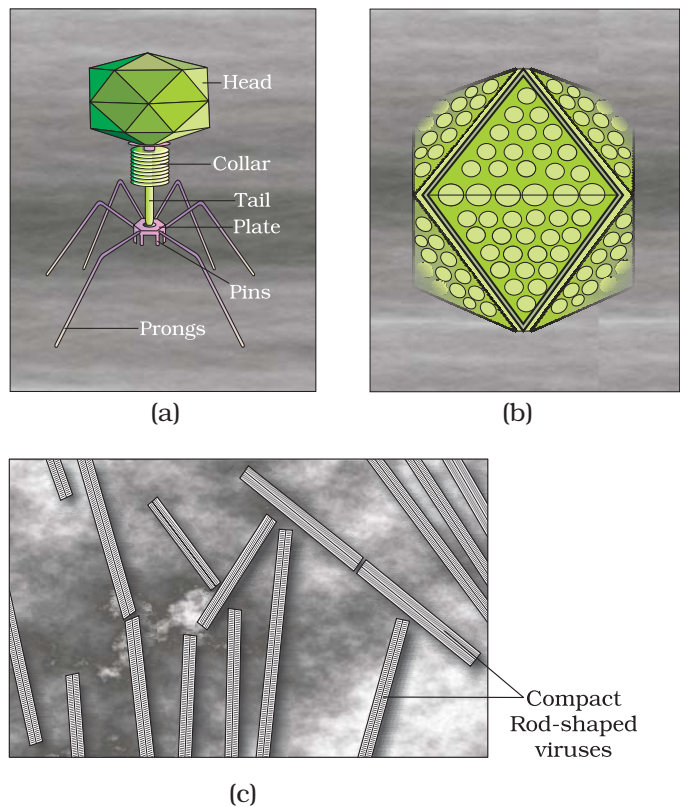 Head
Collar
Tail
Plate
Pins
Prongs
(a)
(b)
Compact
Rod-shaped
viruses
(c)